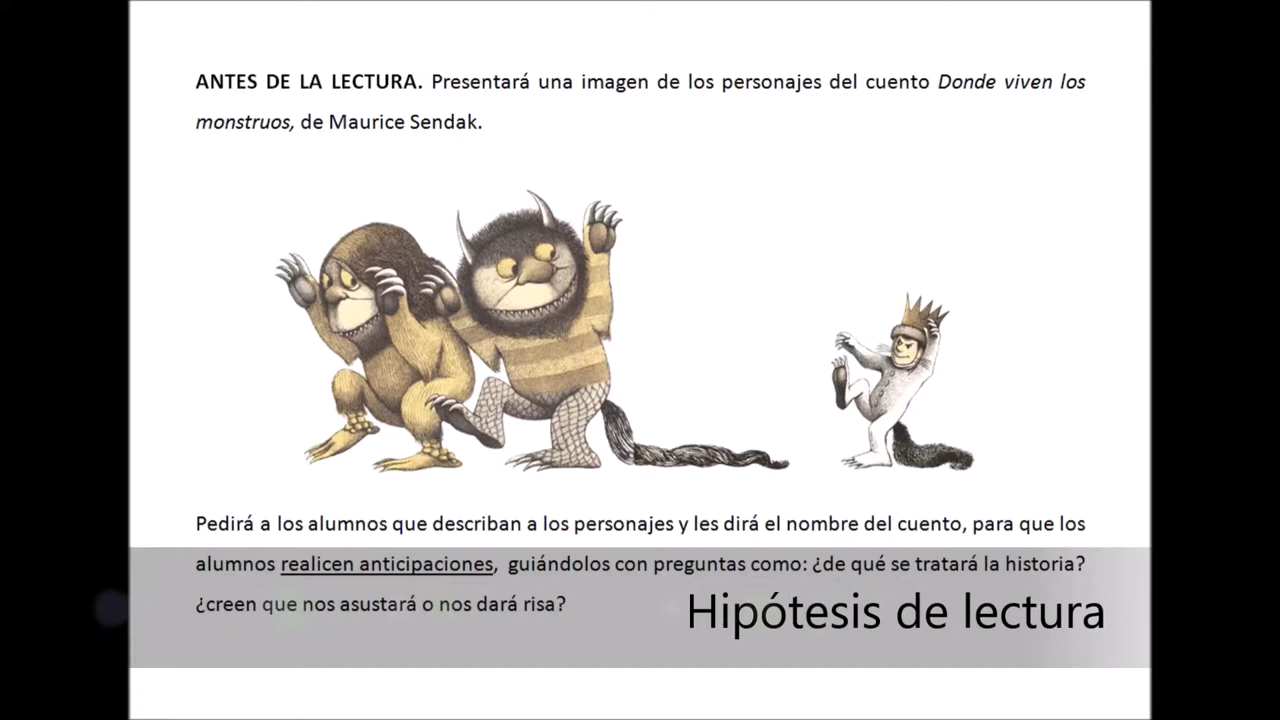 ANTES DE LA LECTURA. Presentará una imagen de los personajes del cuento Donde viven los
monstruos, de Maurice Sendak.
Pedirá a los alumnos que describan a los personajes y les dirá el nombre del cuento, para que los
alumnos realicen anticipaciones, guiándolos con preguntas como: ¿de qué se tratará la historia?
¿creen que nos asustará o nos dará risa?
Hipótesis de lectura